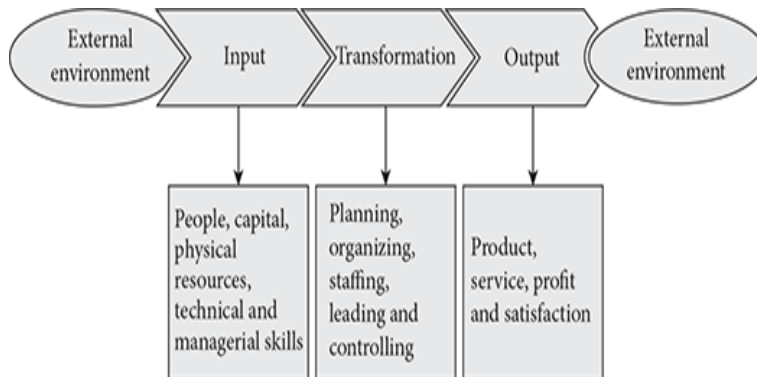 External
environment
Input
Transformation
Output
External
environment
People, capital,
physical
resources,
technical and
managerial skills
Planning,
organizing,
staffing,
leading and
controlling
Product,
service, profit
and satisfaction